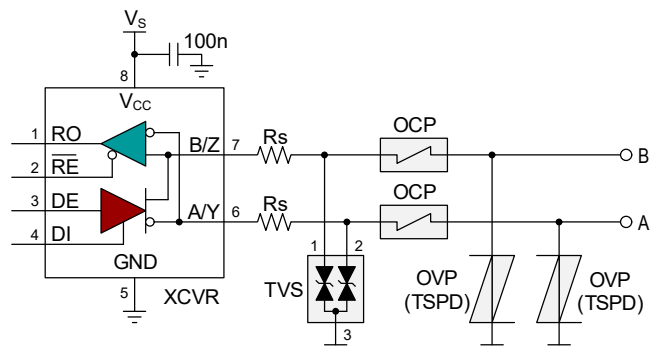 VS
100n
8
VCC
1 RO
2 RE
3 DE
4 DI
B/Z 7
A/Y 6
GND
5
XCVR
Rs
Rs
OCP
OCP
B
A
1 2
TVS
3
OVP
(TSPD)
OVP
(TSPD)